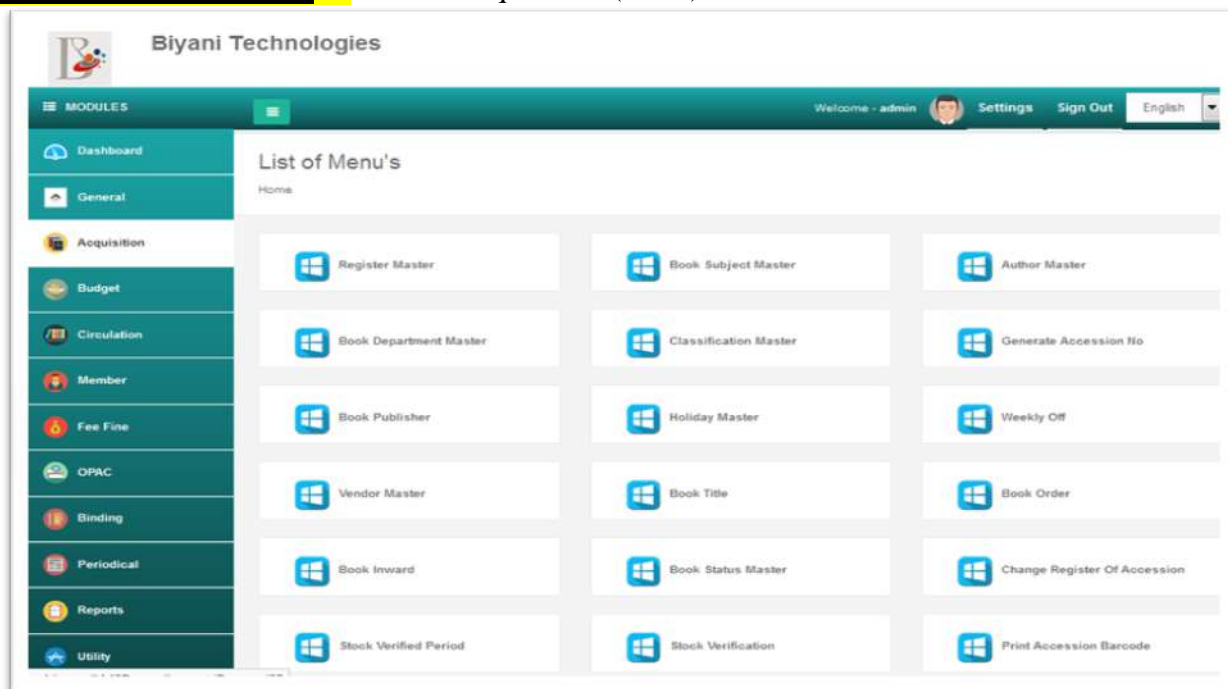 Biyani Technologies
MODULES
Welcome - admin Settings Sign Out English
Dashboard
General
Acquisition
Budget
Circulation
Member
Fee Fine
OPAC
Binding
Periodical
Reports
Utility
List of Menu's
Home
Register Master Book Subject Master Author Master
Book Department Master Classification Master Generate Accession No
Book Publisher Holiday Master Weekly Off
Vendor Master Book Title Book Order
Book Inward Book Status Master Change Register Of Accession
Stock Verified Period Stock Verification Print Accession Barcode